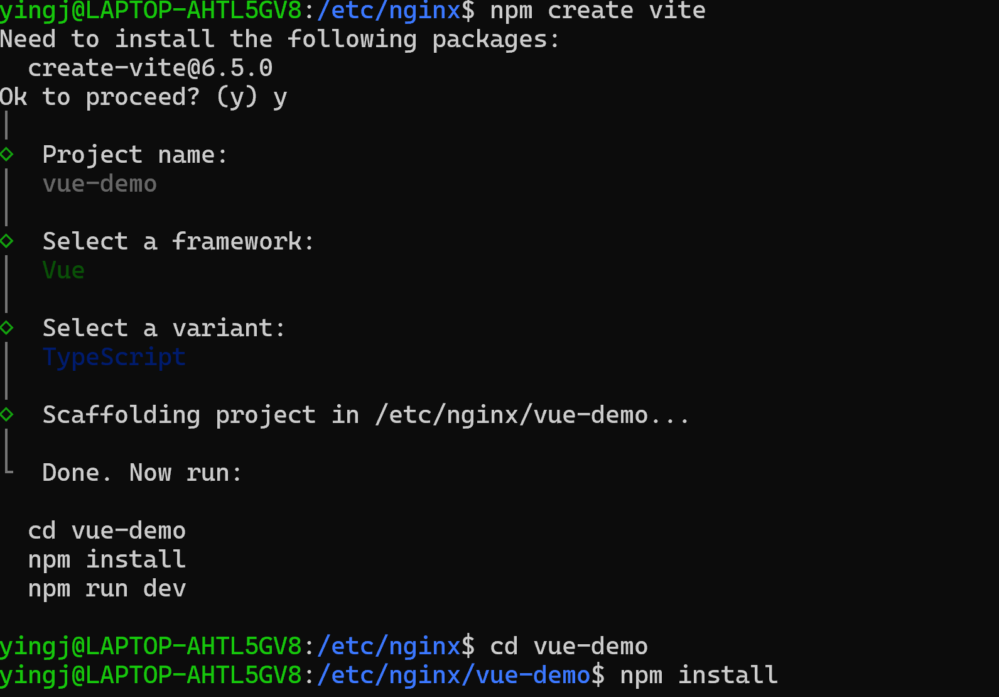 yingj@LAPTOP-AHTL5GV8:/etc/nginx$ npm create vite
Need to install the following packages:
  create-vite@6.5.0
Ok to proceed? (y) y
Project name:
vue-demo
Select a framework:
Vue
Select a variant:
TypeScript
Scaffolding project in /etc/nginx/vue-demo...
Done. Now run:
  cd vue-demo
  npm install
  npm run dev
yingj@LAPTOP-AHTL5GV8:/etc/nginx$ cd vue-demo
yingj@LAPTOP-AHTL5GV8:/etc/nginx/vue-demo$ npm install